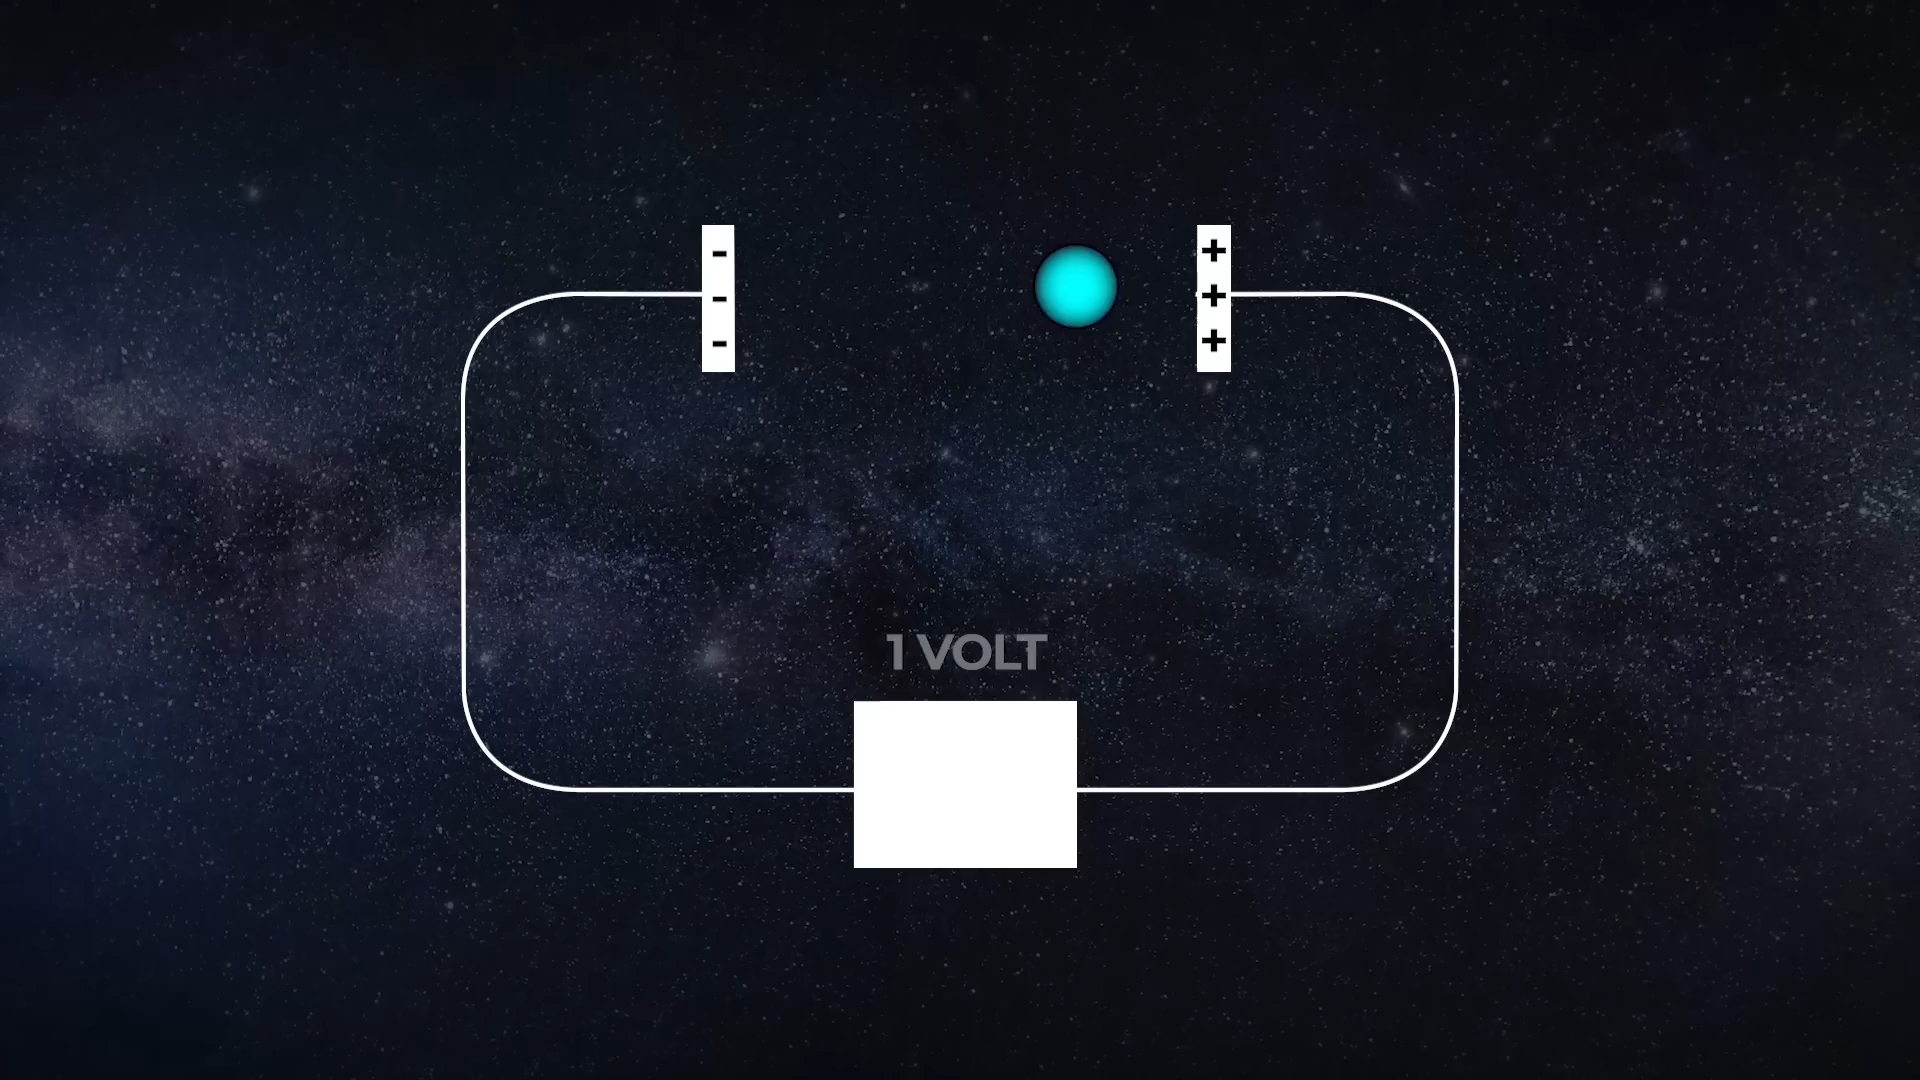 - +
- +
- +
1 VOLT